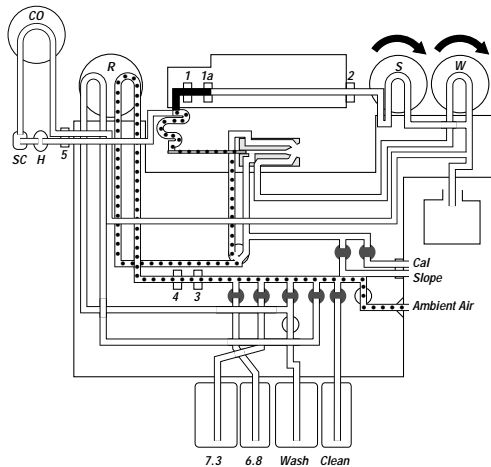 CO
R
1 1a
2
S
W
SC H 5
4 3
Cal
Slope
Ambient Air
7.3 6.8 Wash Clean